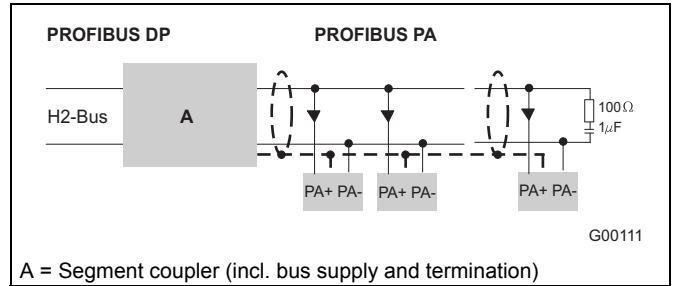 PROFIBUS DP PROFIBUS PA
H2-Bus A
100Ω
1µF
PA+ PA- PA+ PA- PA+ PA-
G00111
A = Segment coupler (incl. bus supply and termination)